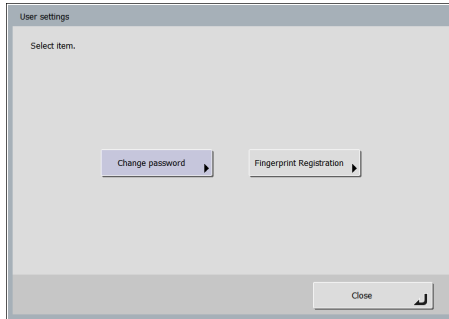 User settings
Select item.
Change password
Fingerprint Registration
Close